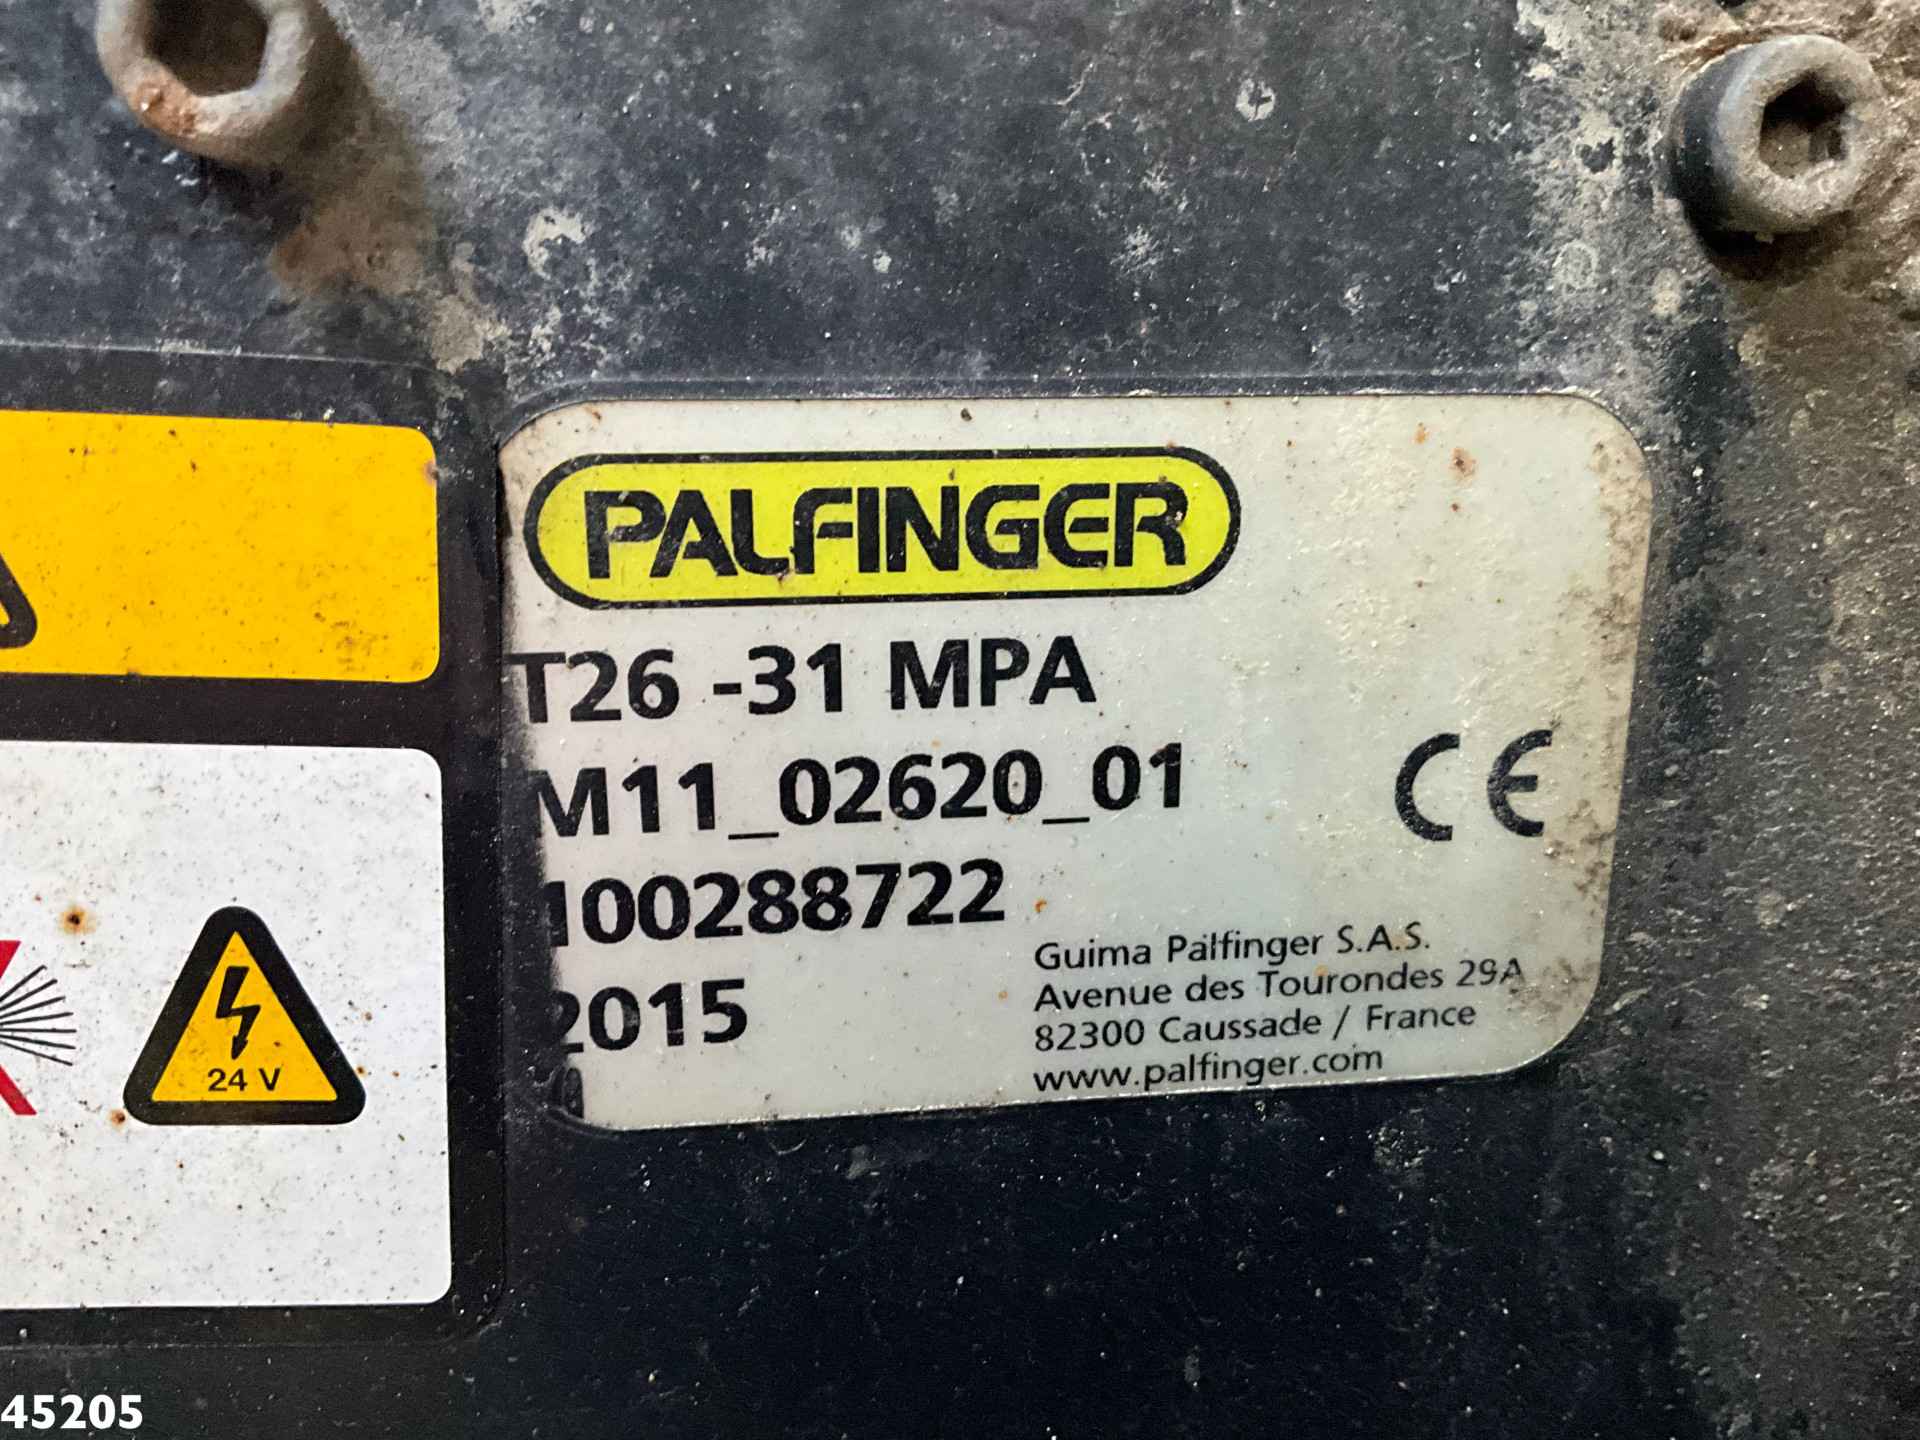 PALFINGER
T26 -31 MPA
M11_02620_01
100288722
2015
CE
Guima Palfinger S.A.S.
Avenue des Tourondes 29A
82300 Caussade / France
www.palfinger.com
24 V
45205